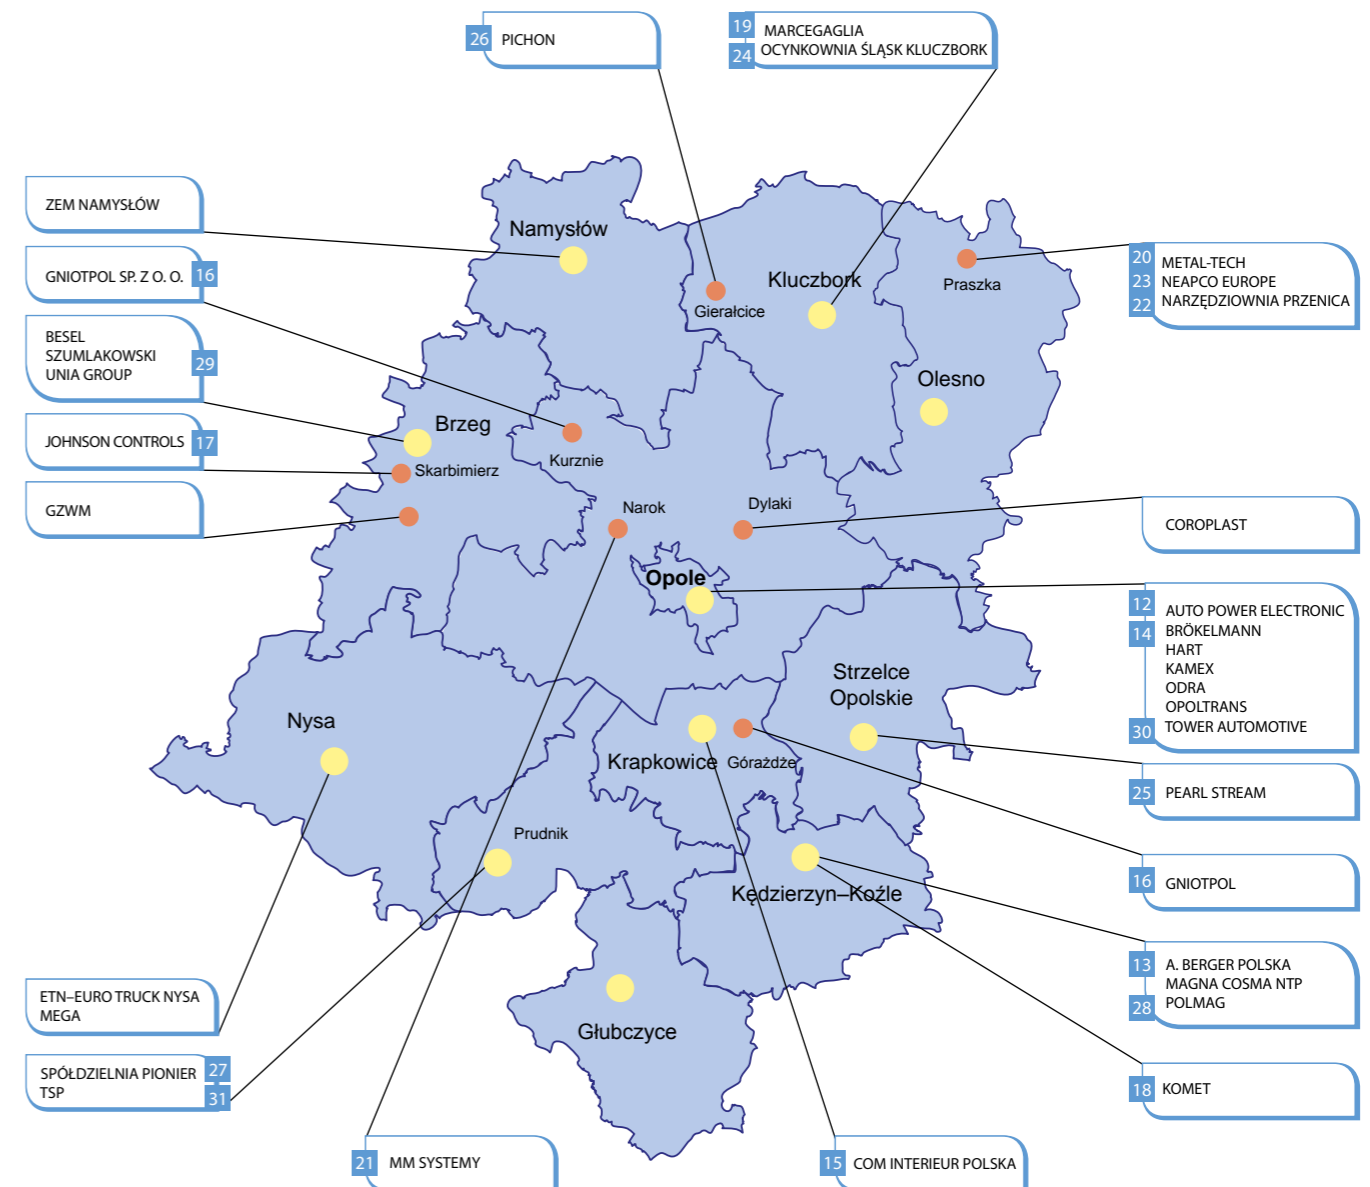 26 PICHON
19 MARCEGAGLIA
24 OCYNKOWNIA ŚLĄSK KLUCZBORK
ZEM NAMYSŁÓW
GNIOTPOL SP. Z O. O. 16
BESEL
SZUMLAKOWSKI 29
UNIA GROUP
JOHNSON CONTROLS 17
GZWM
Namysłów
Kluczbork
Gierałcice
Praszka
Olesno
Brzeg
Skarbimierz
Kurznie
Narok
Dylaki
Opole
Strzelce
Opolskie
Nysa
Krapkowice
Górażdże
Prudnik
Kędzierzyn–Koźle
Głubczyce
20 METAL-TECH
23 NEAPCO EUROPE
22 NARZĘDZIOWNIA PRZENICA
COROPLAST
12 AUTO POWER ELECTRONIC
14 BRÖKELMANN
HART
KAMEX
ODRA
OPOLTRANS
30 TOWER AUTOMOTIVE
25 PEARL STREAM
16 GNIOTPOL
13 A. BERGER POLSKA
MAGNA COSMA NTP
28 POLMAG
18 KOMET
ETN–EURO TRUCK NYSA
MEGA
SPÓŁDZIELNIA PIONIER 27
TSP 31
21 MM SYSTEMY
15 COM INTERIEUR POLSKA